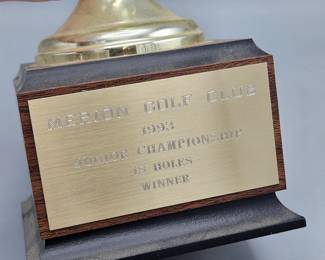 MERION GOLF CLUB
1993
JUNIOR CHAMPIONSHIP
18 HOLES
WINNER